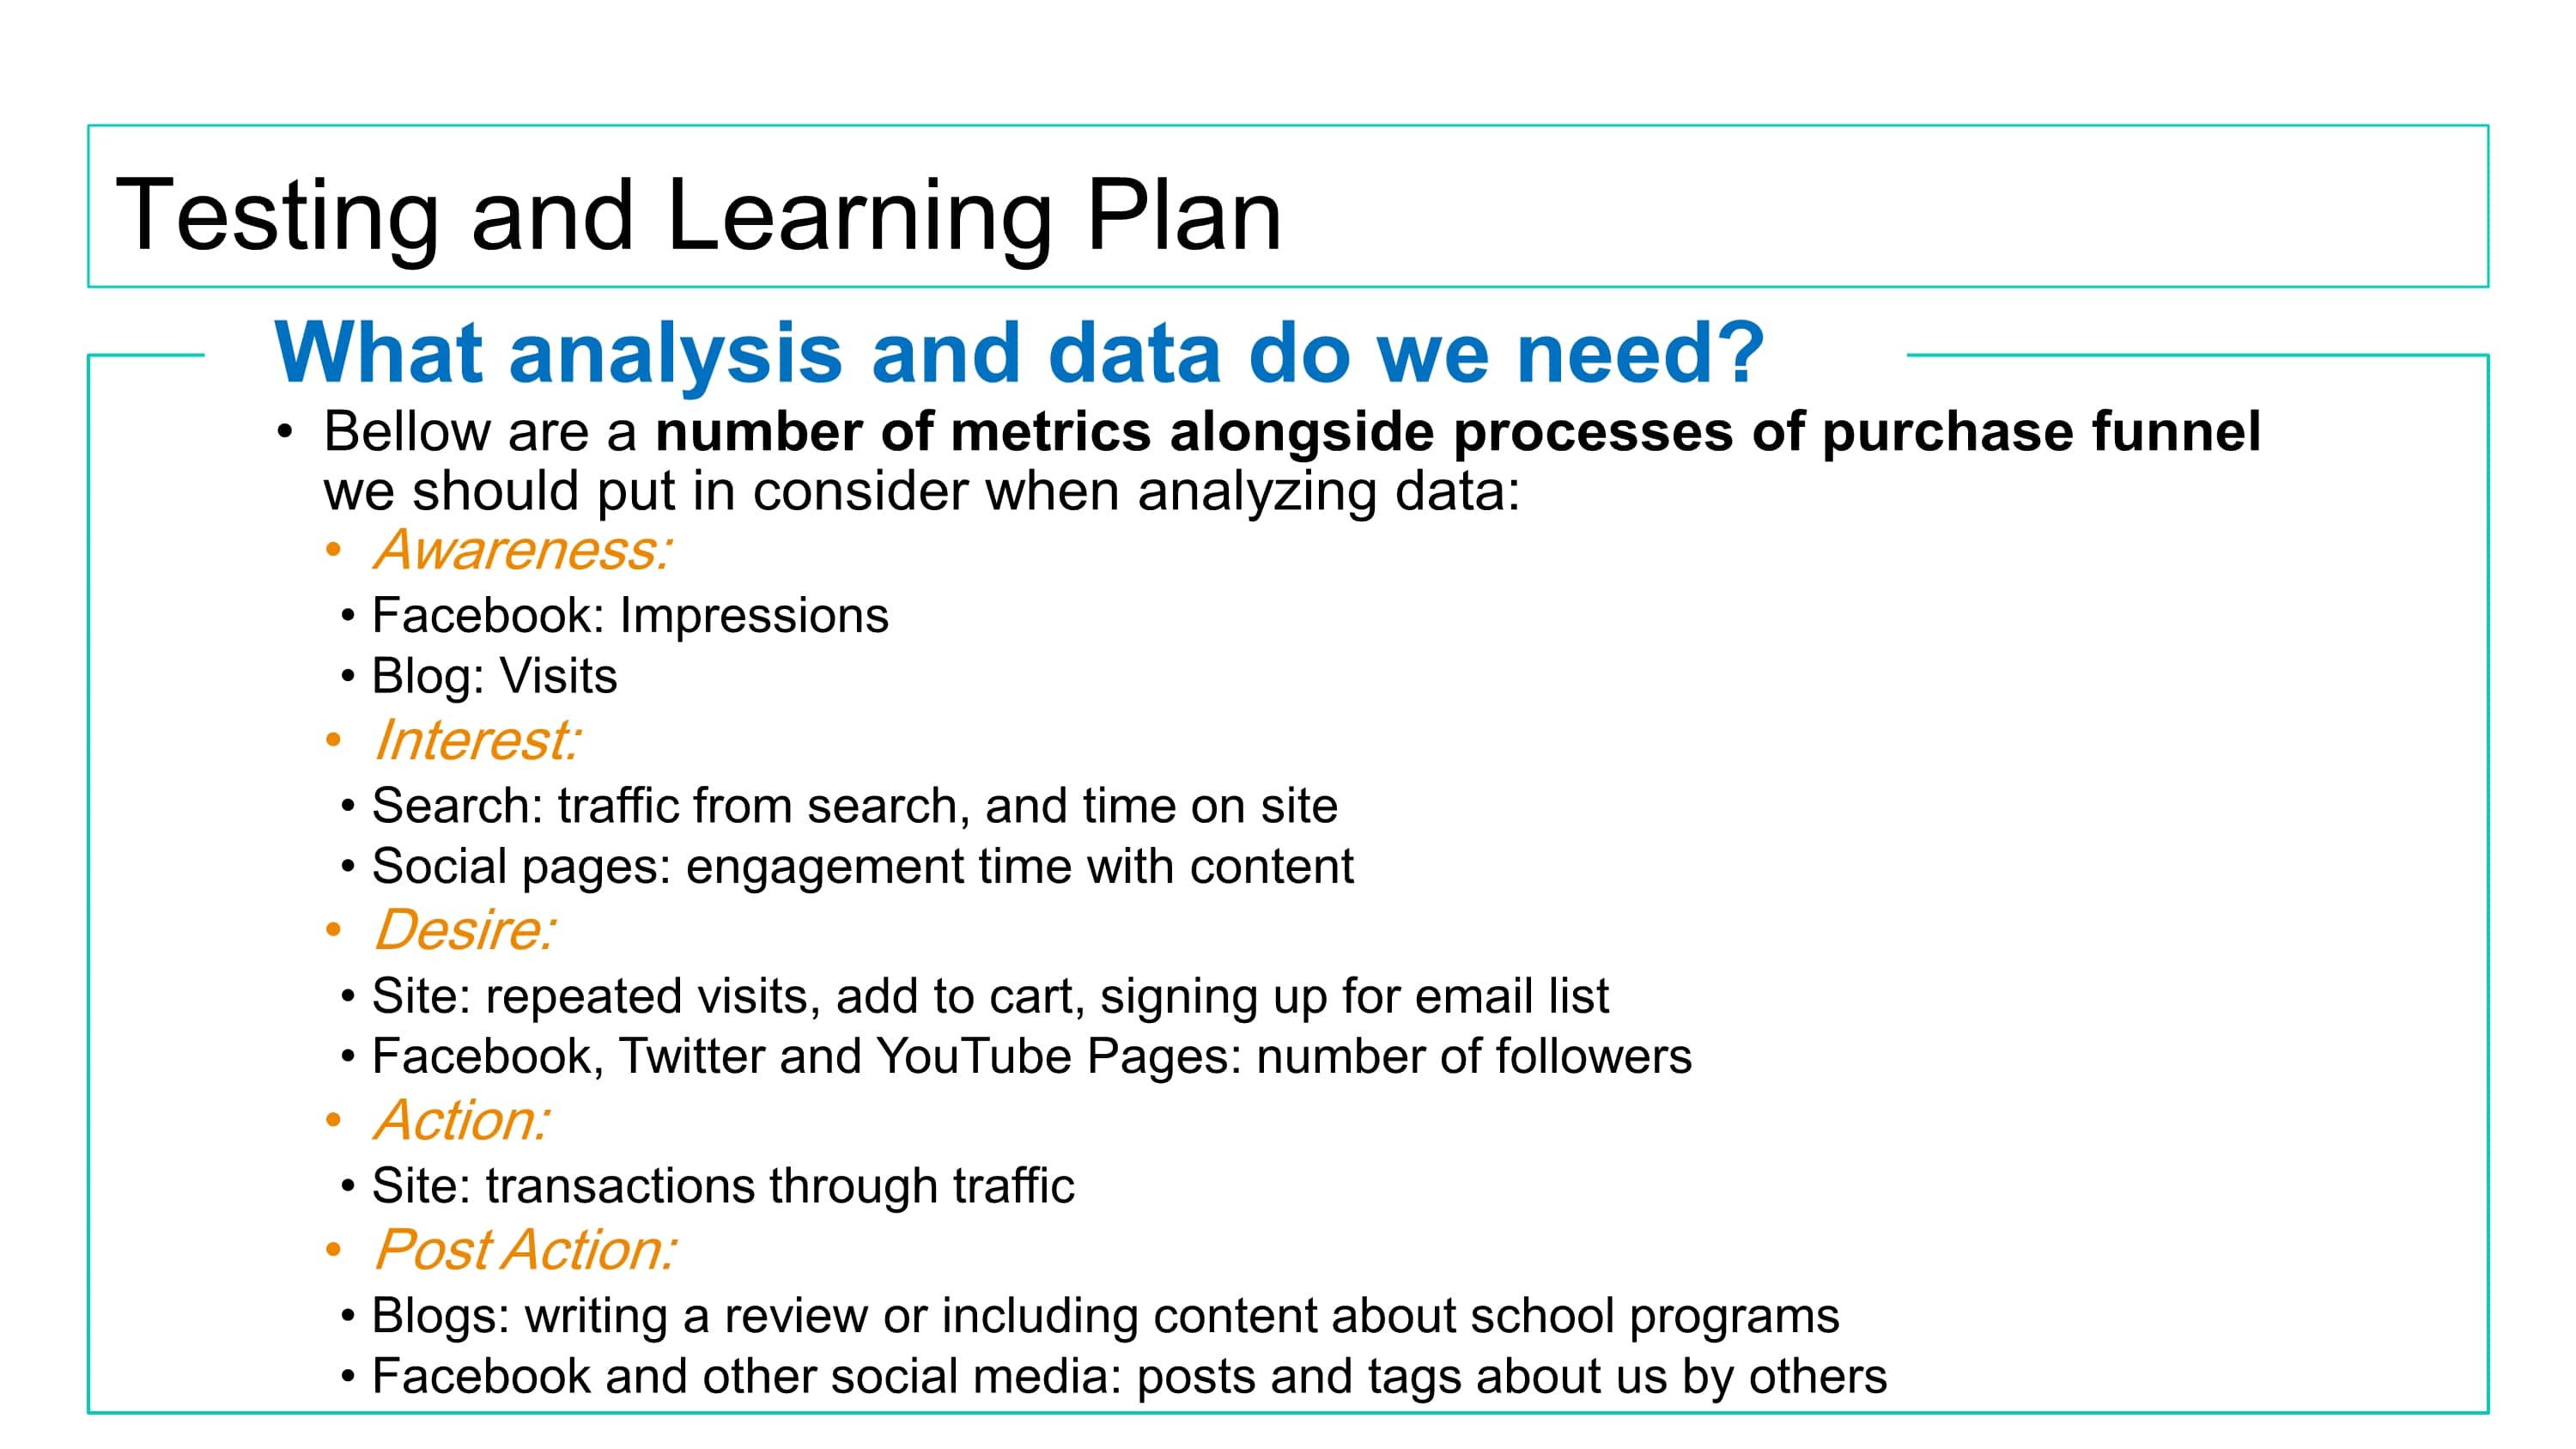 Testing and Learning Plan
What analysis and data do we need?
• Bellow are a number of metrics alongside processes of purchase funnel
we should put in consider when analyzing data:
• Awareness:
• Facebook: Impressions
• Blog: Visits
• Interest:
• Search: traffic from search, and time on site
• Social pages: engagement time with content
• Desire:
• Site: repeated visits, add to cart, signing up for email list
• Facebook, Twitter and YouTube Pages: number of followers
• Action:
• Site: transactions through traffic
• Post Action:
• Blogs: writing a review or including content about school programs
• Facebook and other social media: posts and tags about us by others